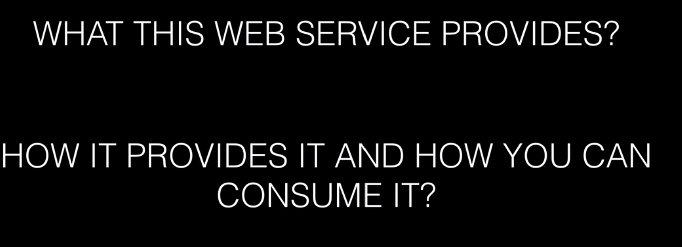 WHAT THIS WEB SERVICE PROVIDES?
HOW IT PROVIDES IT AND HOW YOU CAN
CONSUME IT?